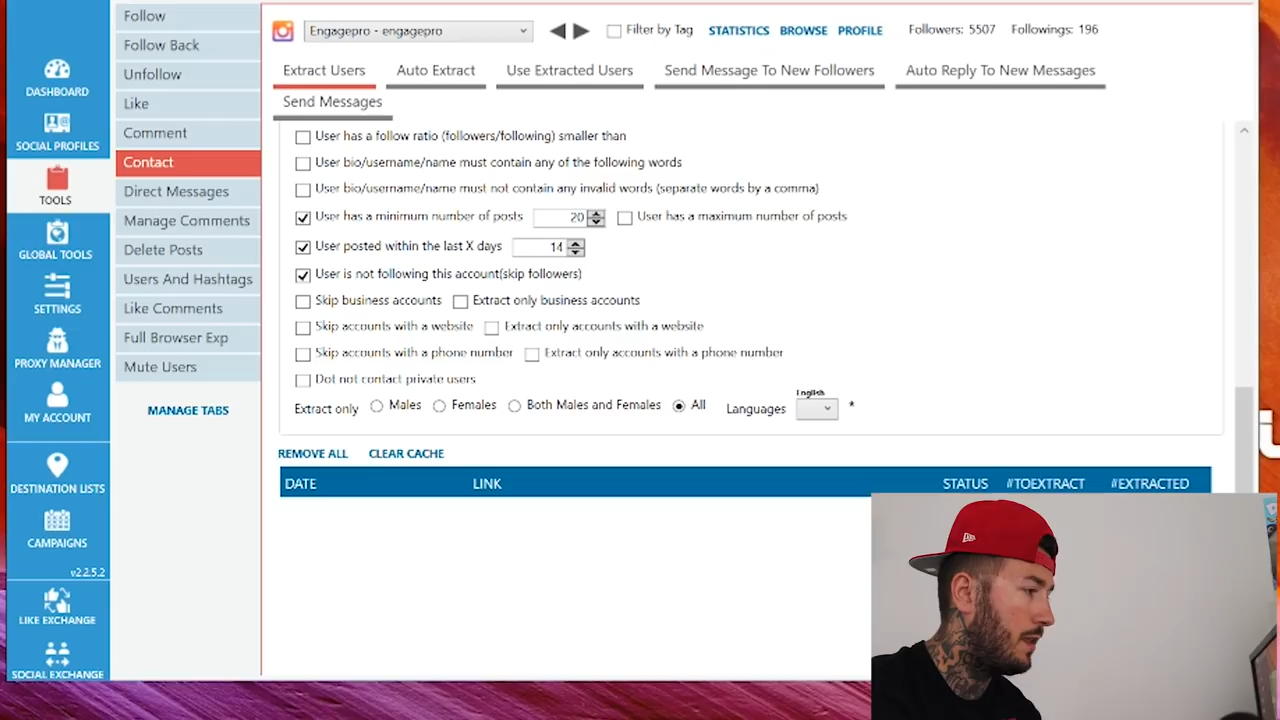 DASHBOARD
SOCIAL PROFILES
TOOLS
GLOBAL TOOLS
SETTINGS
PROXY MANAGER
MY ACCOUNT
DESTINATION LISTS
CAMPAIGNS
v2.2.5.2
LIKE EXCHANGE
SOCIAL EXCHANGE
Follow
Follow Back
Unfollow
Like
Comment
Contact
Direct Messages
Manage Comments
Delete Posts
Users And Hashtags
Like Comments
Full Browser Exp
Mute Users
MANAGE TABS
Engagepro - engagepro
Filter by Tag
STATISTICS
BROWSE
PROFILE
Followers: 5507
Followings: 196
Extract Users
Auto Extract
Use Extracted Users
Send Message To New Followers
Auto Reply To New Messages
Send Messages
User has a follow ratio (followers/following) smaller than
User bio/username/name must contain any of the following words
User bio/username/name must not contain any invalid words (separate words by a comma)
User has a minimum number of posts 20 User has a maximum number of posts
User posted within the last X days 14
User is not following this account(skip followers)
Skip business accounts Extract only business accounts
Skip accounts with a website Extract only accounts with a website
Skip accounts with a phone number Extract only accounts with a phone number
Dot not contact private users
English
Extract only Males Females Both Males and Females All Languages *
REMOVE ALL CLEAR CACHE
DATE LINK STATUS #TOEXTRACT #EXTRACTED